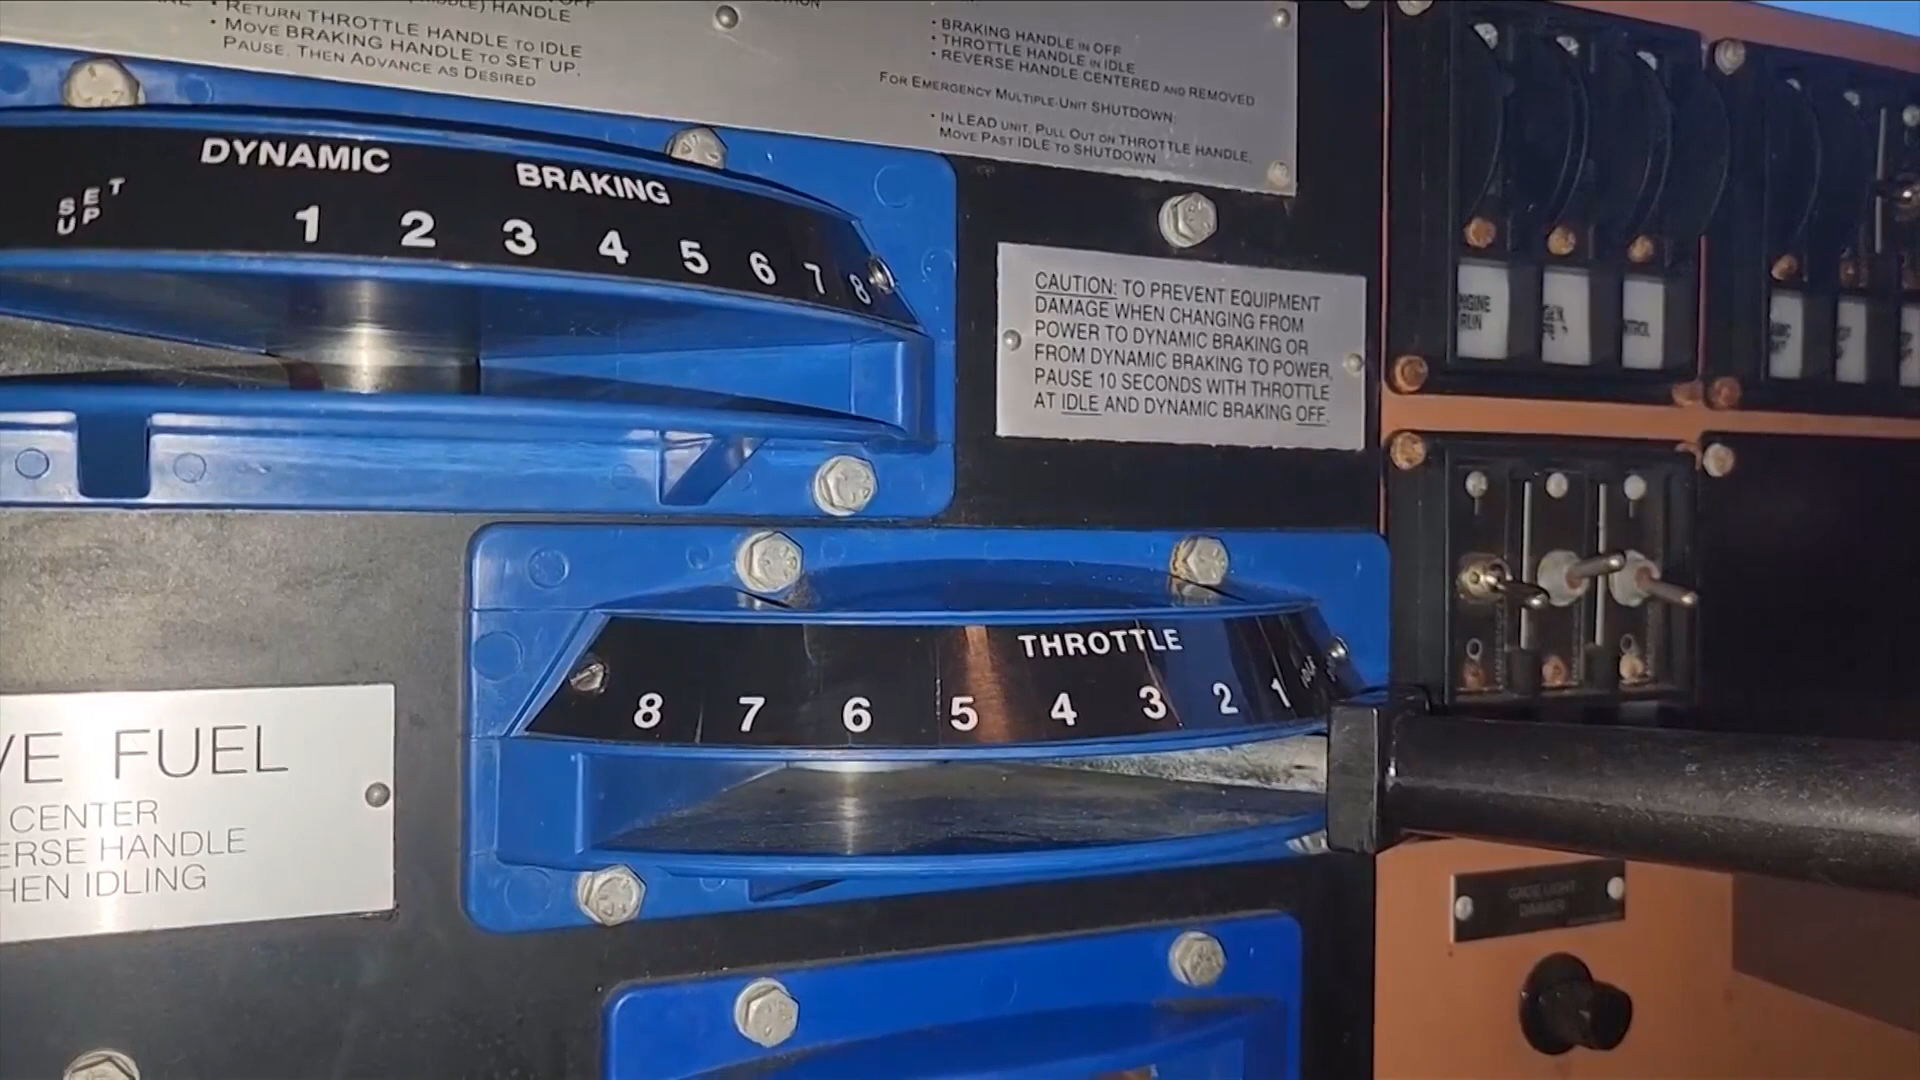 HANDLE
• RETURN THROTTLE HANDLE TO IDLE
• MOVE BRAKING HANDLE TO SET UP,
PAUSE, THEN ADVANCE AS DESIRED
• BRAKING HANDLE IN OFF
• THROTTLE HANDLE IN IDLE
• REVERSE HANDLE CENTERED AND REMOVED
FOR EMERGENCY MULTIPLE-UNIT SHUTDOWN:
• IN LEAD UNIT, PULL OUT ON THROTTLE HANDLE,
MOVE PAST IDLE TO SHUTDOWN
DYNAMIC BRAKING
SET
UP
1 2 3 4 5 6 7 8
CAUTION: TO PREVENT EQUIPMENT
DAMAGE WHEN CHANGING FROM
POWER TO DYNAMIC BRAKING OR
FROM DYNAMIC BRAKING TO POWER,
PAUSE 10 SECONDS WITH THROTTLE
AT IDLE AND DYNAMIC BRAKING OFF.
THROTTLE
8 7 6 5 4 3 2 1
VE FUEL
CENTER
ERSE HANDLE
HEN IDLING
NGINE
RUN
NTROL
DIMMER